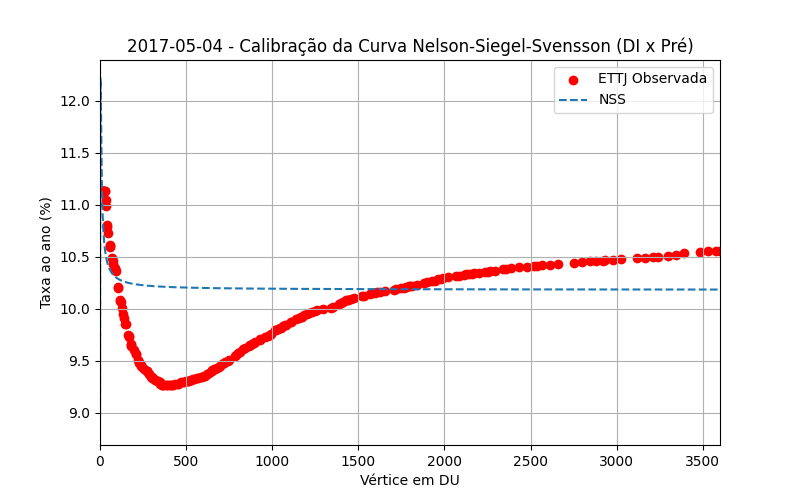 2017-05-04 - Calibração da Curva Nelson-Siegel-Svensson (DI x Pré)
ETTJ Observada
NSS
Taxa ao ano (%)
12.0
11.5
11.0
10.5
10.0
9.5
9.0
0 500 1000 1500 2000 2500 3000 3500
Vértice em DU